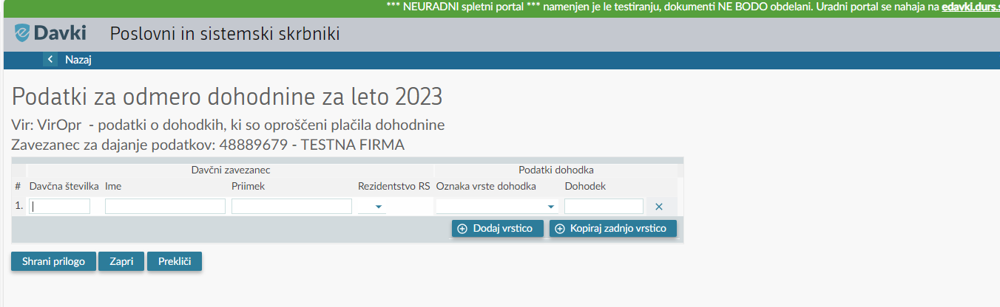 *** NEURADNI spletni portal *** namenjen je le testiranju, dokumenti NE BODO obdelani. Uradni portal se nahaja na edavki.durs.s
eDavki Poslovni in sistemski skrbniki
Nazaj
Podatki za odmero dohodnine za leto 2023
Vir: VirOpr - podatki o dohodkih, ki so oproščeni plačila dohodnine
Zavezanec za dajanje podatkov: 48889679 - TESTNA FIRMA
Davčni zavezanec Podatki dohodka
# Davčna številka Ime Priimek Rezidentstvo RS Oznaka vrste dohodka Dohodek
1.
Dodaj vrstico Kopiraj zadnjo vrstico
Shrani prilogo Zapri Prekliči